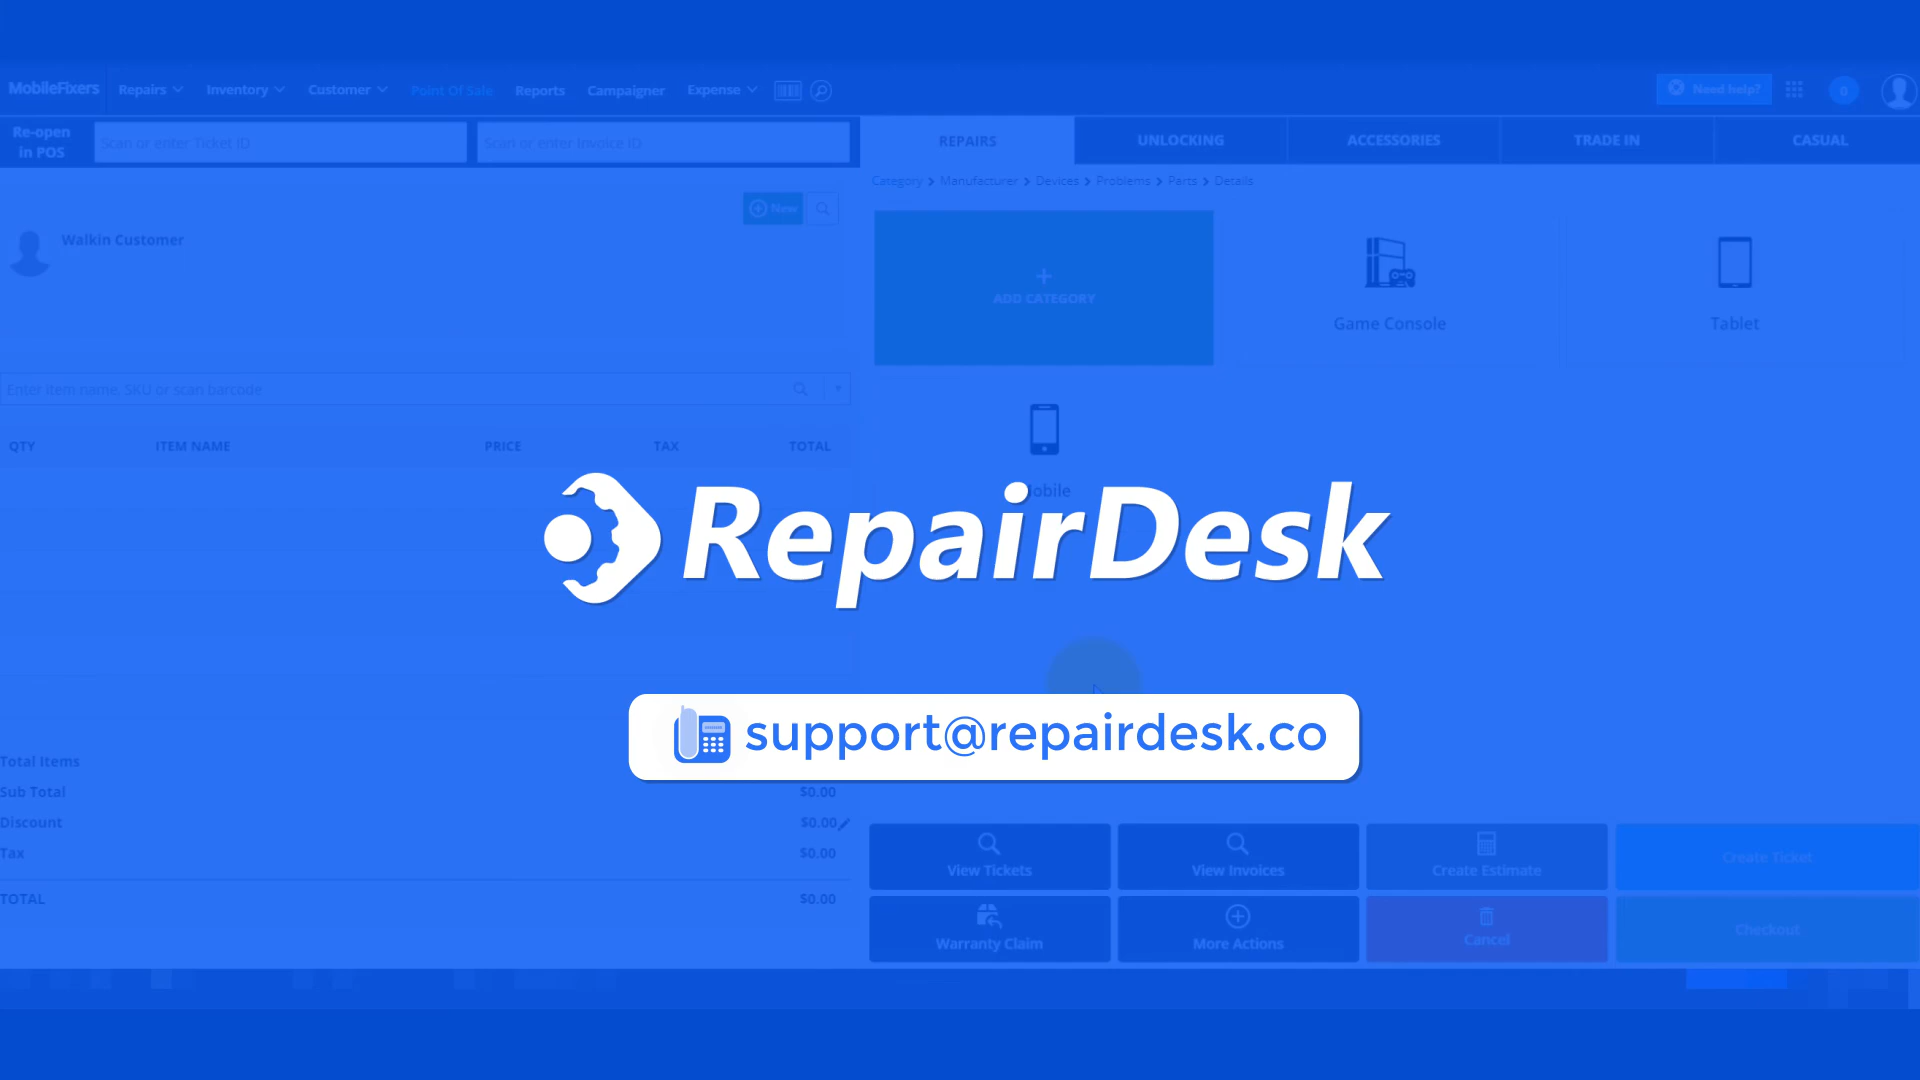 MobileFixers Repairs Inventory Customer Point Of Sale Reports Campaigner Expense Need help? 0
Re-open in POS
Scan or enter Ticket ID
Scan or enter Invoice ID
REPAIRS UNLOCKING ACCESSORIES TRADE IN CASUAL
Category > Manufacturer > Devices > Problems > Parts > Details
New
Walkin Customer
ADD CATEGORY
Game Console
Tablet
Enter item name, SKU or scan barcode
QTY ITEM NAME PRICE TAX TOTAL
RepairDesk
support@repairdesk.co
Total Items
Sub Total $0.00
Discount $0.00
Tax $0.00
TOTAL $0.00
View Tickets View Invoices Create Estimate Create Ticket
Warranty Claim More Actions Cancel Checkout